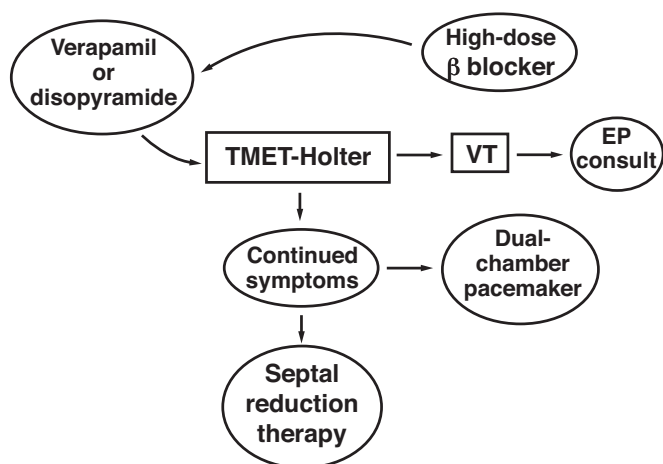 Verapamil
or
disopyramide
High-dose
β blocker
TMET-Holter
VT
EP
consult
Continued
symptoms
Dual-
chamber
pacemaker
Septal
reduction
therapy